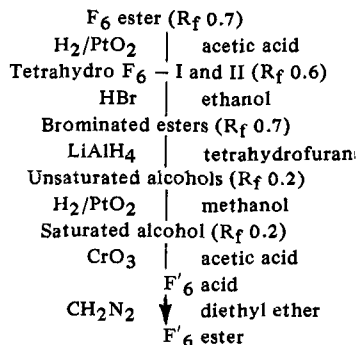 F6 ester (Rf 0.7)
H2/PtO2 acetic acid
Tetrahydro F6 – I and II (Rf 0.6)
HBr ethanol
Brominated esters (Rf 0.7)
LiAlH4 tetrahydrofuran
Unsaturated alcohols (Rf 0.2)
H2/PtO2 methanol
Saturated alcohol (Rf 0.2)
CrO3 acetic acid
F'6 acid
CH2N2 diethyl ether
F'6 ester